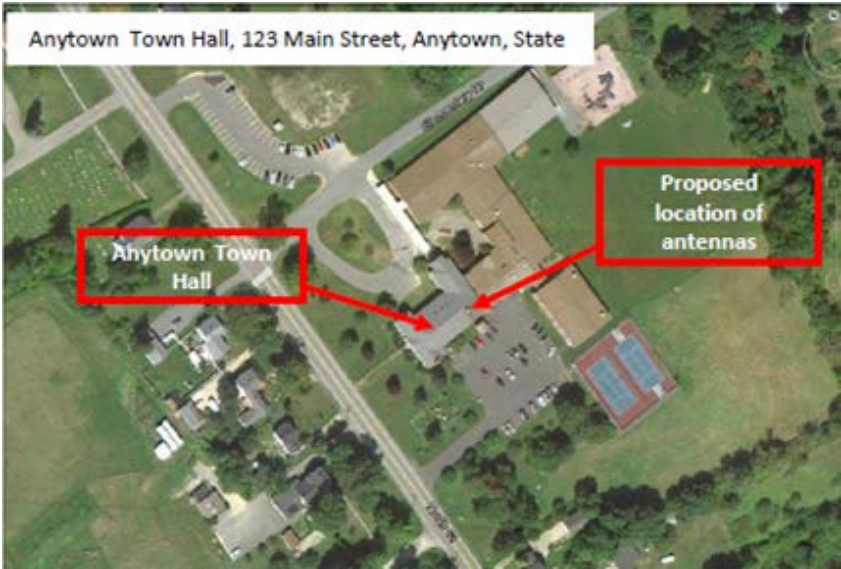 Anytown Town Hall, 123 Main Street, Anytown, State
Proposed
location of
antennas
Anytown Town
Hall